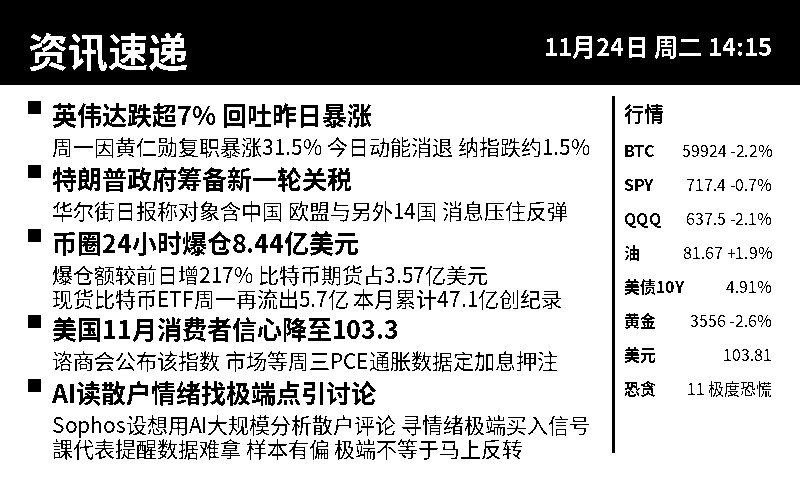 资讯速递
11月24日 周二 14:15
英伟达跌超7% 回吐昨日暴涨
周一因黄仁勋复职暴涨31.5% 今日动能消退 纳指跌约1.5%
特朗普政府筹备新一轮关税
华尔街日报称对象含中国 欧盟与另外14国 消息压住反弹
币圈24小时爆仓8.44亿美元
爆仓额较前日增217% 比特币期货占3.57亿美元
现货比特币ETF周一再流出5.7亿 本月累计47.1亿创纪录
美国11月消费者信心降至103.3
谘商会公布该指数 市场等周三PCE通胀数据定加息押注
AI读散户情绪找极端点引讨论
Sophos设想用AI大规模分析散户评论 寻情绪极端买入信号
課代表提醒数据难拿 样本有偏 极端不等于马上反转
行情
BTC 59924 -2.2%
SPY 717.4 -0.7%
QQQ 637.5 -2.1%
油 81.67 +1.9%
美债10Y 4.91%
黄金 3556 -2.6%
美元 103.81
恐贪 11 极度恐慌